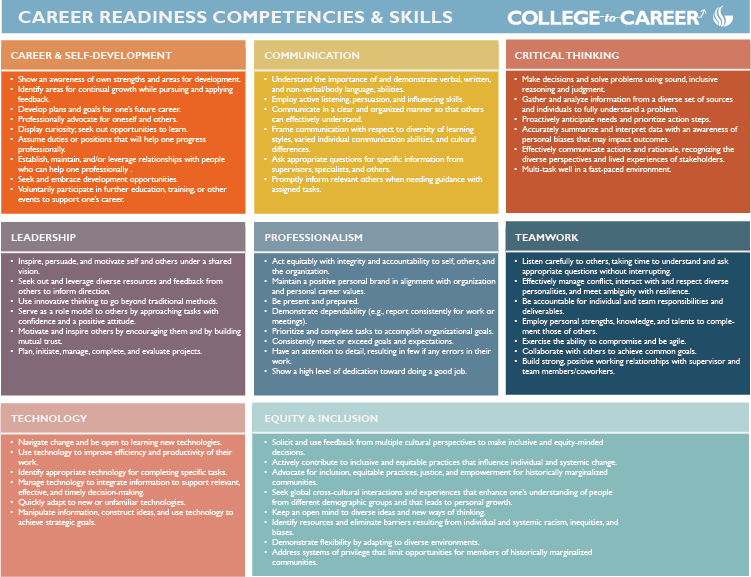 CAREER READINESS COMPETENCIES & SKILLS
COLLEGE-to-CAREER
CAREER & SELF-DEVELOPMENT
• Show an awareness of own strengths and areas for development.
• Identify areas for continual growth while pursuing and applying
feedback.
• Develop plans and goals for one's future career.
• Professionally advocate for oneself and others.
• Display curiosity; seek out opportunities to learn.
• Assume duties or positions that will help one progress
professionally.
• Establish, maintain, and/or leverage relationships with people
who can help one professionally .
• Seek and embrace development opportunities.
• Voluntarily participate in further education, training, or other
events to support one's career.
COMMUNICATION
• Understand the importance of and demonstrate verbal, written,
and non-verbal/body language, abilities.
• Employ active listening, persuasion, and influencing skills.
• Communicate in a clear and organized manner so that others
can effectively understand.
• Frame communication with respect to diversity of learning
styles, varied individual communication abilities, and cultural
differences.
• Ask appropriate questions for specific information from
supervisors, specialists, and others.
• Promptly inform relevant others when needing guidance with
assigned tasks.
CRITICAL THINKING
• Make decisions and solve problems using sound, inclusive
reasoning and judgment.
• Gather and analyze information from a diverse set of sources
and individuals to fully understand a problem.
• Proactively anticipate needs and prioritize action steps.
• Accurately summarize and interpret data with an awareness of
personal biases that may impact outcomes.
• Effectively communicate actions and rationale, recognizing the
diverse perspectives and lived experiences of stakeholders.
• Multi-task well in a fast-paced environment.
LEADERSHIP
• Inspire, persuade, and motivate self and others under a shared
vision.
• Seek out and leverage diverse resources and feedback from
others to inform direction.
• Use innovative thinking to go beyond traditional methods.
• Serve as a role model to others by approaching tasks with
confidence and a positive attitude.
• Motivate and inspire others by encouraging them and by building
mutual trust.
• Plan, initiate, manage, complete, and evaluate projects.
PROFESSIONALISM
• Act equitably with integrity and accountability to self, others, and
the organization.
• Maintain a positive personal brand in alignment with organization
and personal career values.
• Be present and prepared.
• Demonstrate dependability (e.g., report consistently for work or
meetings).
• Prioritize and complete tasks to accomplish organizational goals.
• Consistently meet or exceed goals and expectations.
• Have an attention to detail, resulting in few if any errors in their
work.
• Show a high level of dedication toward doing a good job.
TEAMWORK
• Listen carefully to others, taking time to understand and ask
appropriate questions without interrupting.
• Effectively manage conflict, interact with and respect diverse
personalities, and meet ambiguity with resilience.
• Be accountable for individual and team responsibilities and
deliverables.
• Employ personal strengths, knowledge, and talents to comple-
ment those of others.
• Exercise the ability to compromise and be agile.
• Collaborate with others to achieve common goals.
• Build strong, positive working relationships with supervisor and
team members/coworkers.
TECHNOLOGY
• Navigate change and be open to learning new technologies.
• Use technology to improve efficiency and productivity of their
work.
• Identify appropriate technology for completing specific tasks.
• Manage technology to integrate information to support relevant,
effective, and timely decision-making.
• Quickly adapt to new or unfamiliar technologies.
• Manipulate information, construct ideas, and use technology to
achieve strategic goals.
EQUITY & INCLUSION
• Solicit and use feedback from multiple cultural perspectives to make inclusive and equity-minded
decisions.
• Actively contribute to inclusive and equitable practices that influence individual and systemic change.
• Advocate for inclusion, equitable practices, justice, and empowerment for historically marginalized
communities.
• Seek global cross-cultural interactions and experiences that enhance one's understanding of people
from different demographic groups and that leads to personal growth.
• Keep an open mind to diverse ideas and new ways of thinking.
• Identify resources and eliminate barriers resulting from individual and systemic racism, inequities, and
biases.
• Demonstrate flexibility by adapting to diverse environments.
• Address systems of privilege that limit opportunities for members of historically marginalized
communities.